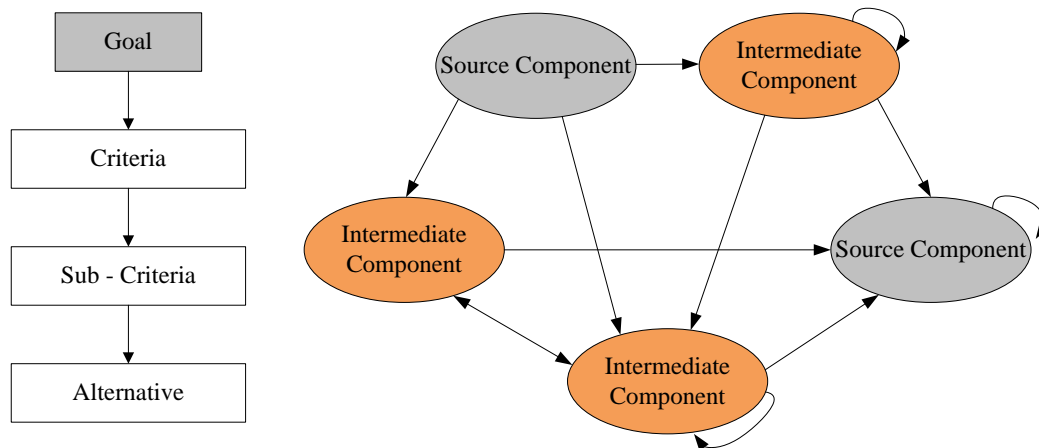 Goal
Criteria
Sub - Criteria
Alternative
Source Component
Intermediate
Component
Intermediate
Component
Source Component
Intermediate
Component